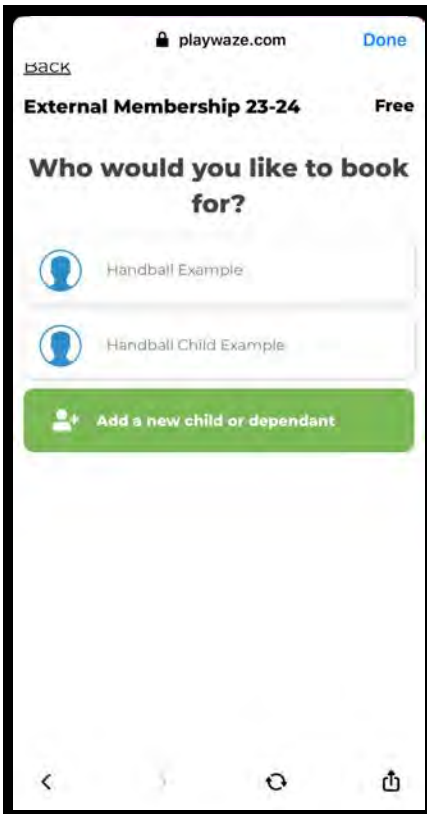 playwaze.com Done
Back
External Membership 23-24 Free
Who would you like to book
for?
Handball Example
Handball Child Example
Add a new child or dependant